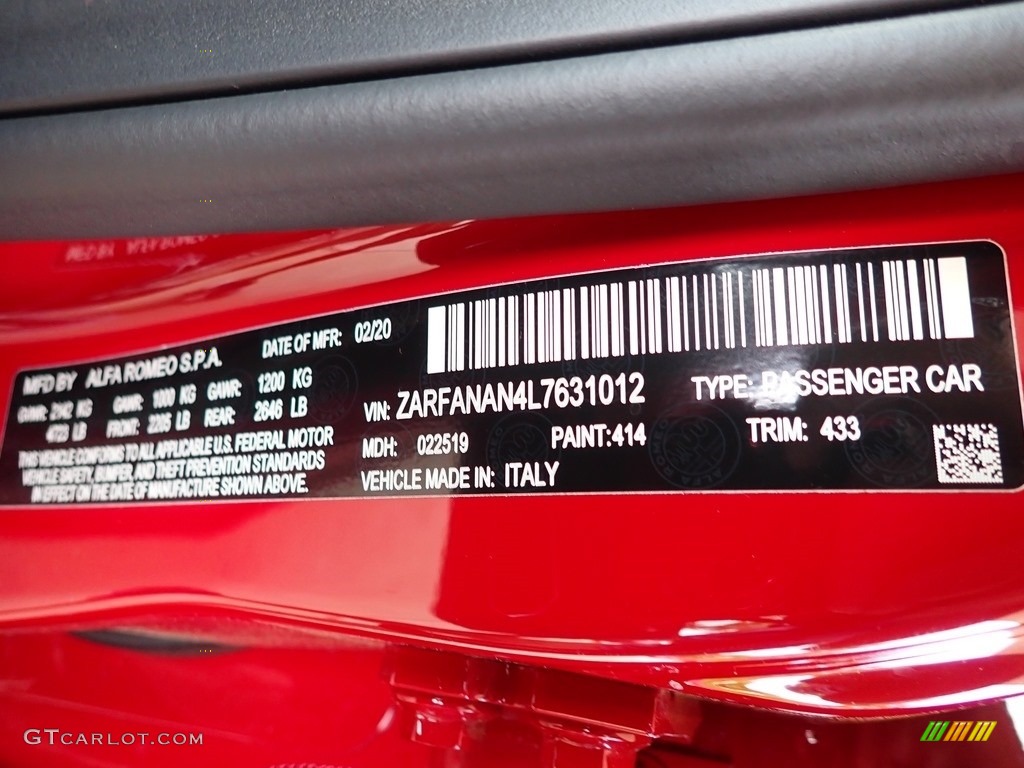 MFD BY ALFA ROMEO S.P.A. DATE OF MFR: 02/20
GVWR: 2142 KG GAWR: 1000 KG GAWR: 1200 KG
4723 LB FRONT: 2205 LB REAR: 2646 LB
THIS VEHICLE CONFORMS TO ALL APPLICABLE U.S. FEDERAL MOTOR
VEHICLE SAFETY, BUMPER, AND THEFT PREVENTION STANDARDS
IN EFFECT ON THE DATE OF MANUFACTURE SHOWN ABOVE.
VIN: ZARFANAN4L7631012 TYPE: PASSENGER CAR
MDH: 022519 PAINT:414 TRIM: 433
VEHICLE MADE IN: ITALY
GTCARLOT.COM